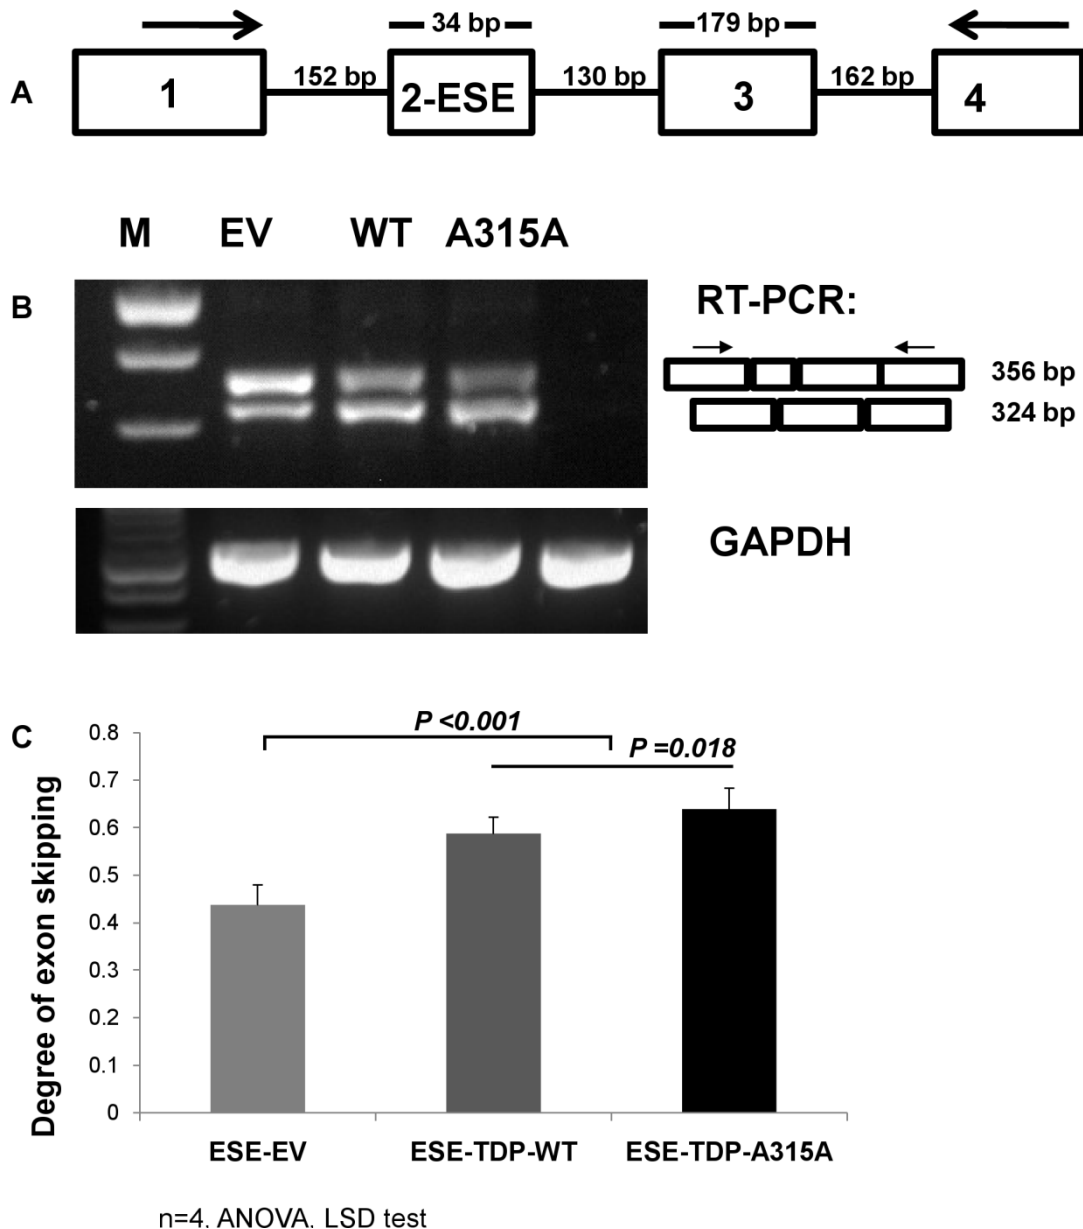 34 bp
179 bp
A
1
152 bp
2-ESE
130 bp
3
162 bp
4
M EV WT A315A
B
RT-PCR:
356 bp
324 bp
GAPDH
C
P <0.001
P =0.018
Degree of exon skipping
0.8
0.7
0.6
0.5
0.4
0.3
0.2
0.1
0
ESE-EV ESE-TDP-WT ESE-TDP-A315A
n=4, ANOVA, LSD test